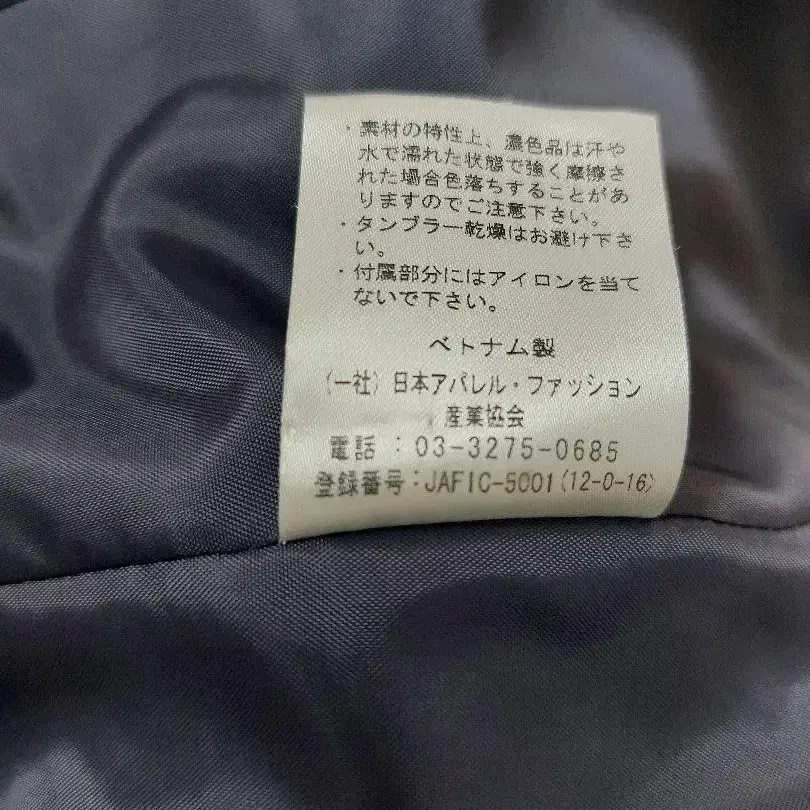 ・素材の特性上、濃色品は汗や
水で濡れた状態で強く摩擦さ
れた場合色落ちすることがあ
りますのでご注意下さい。
・タンブラー乾燥はお避け下さ
い。
・付属部分にはアイロンを当て
ないで下さい。
ベトナム製
(一社)日本アパレル・ファッション
産業協会
電話:03-3275-0685
登録番号:JAFIC-5001(12-0-16)